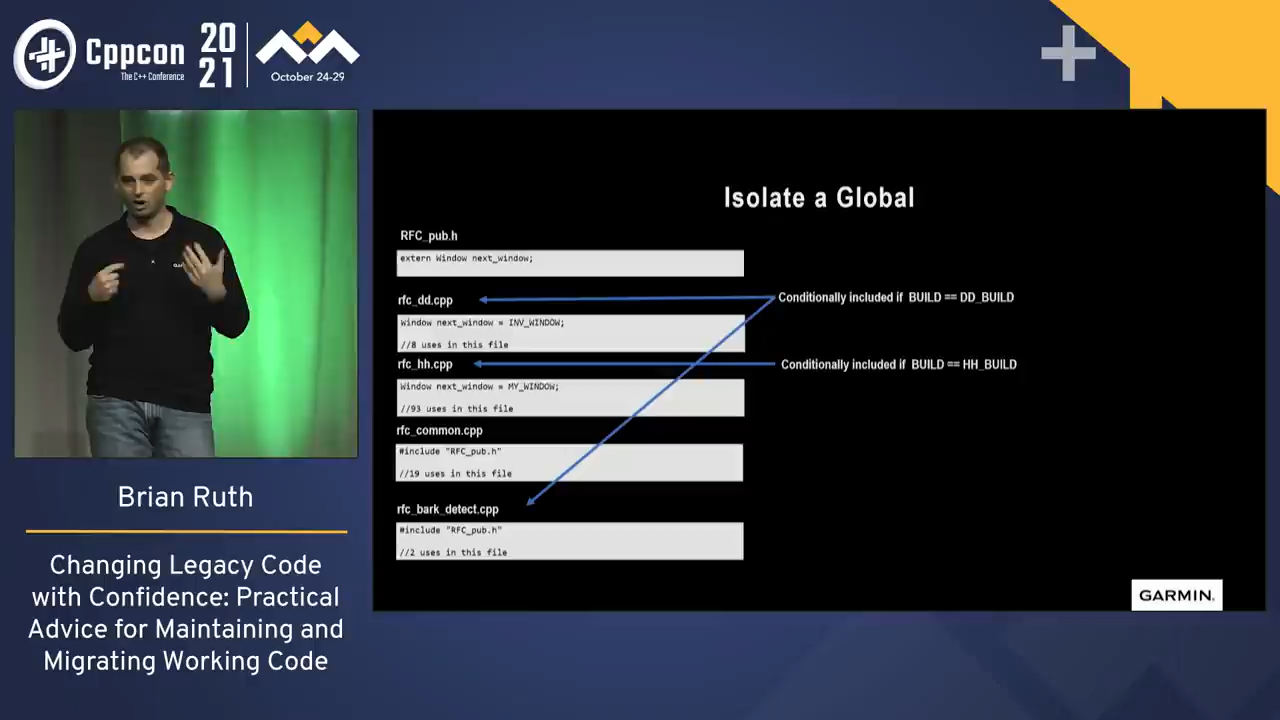 Cppcon
The C++ Conference
20
21
October 24-29
Isolate a Global
RFC_pub.h
extern Window next_window;
rfc_dd.cpp
Conditionally included if BUILD == DD_BUILD
Window next_window = INV_WINDOW;
//8 uses in this file
rfc_hh.cpp
Conditionally included if BUILD == HH_BUILD
Window next_window = MY_WINDOW;
//93 uses in this file
rfc_common.cpp
#include "RFC_pub.h"
//19 uses in this file
rfc_bark_detect.cpp
#include "RFC_pub.h"
//2 uses in this file
GARMIN.
Brian Ruth
Changing Legacy Code
with Confidence: Practical
Advice for Maintaining and
Migrating Working Code